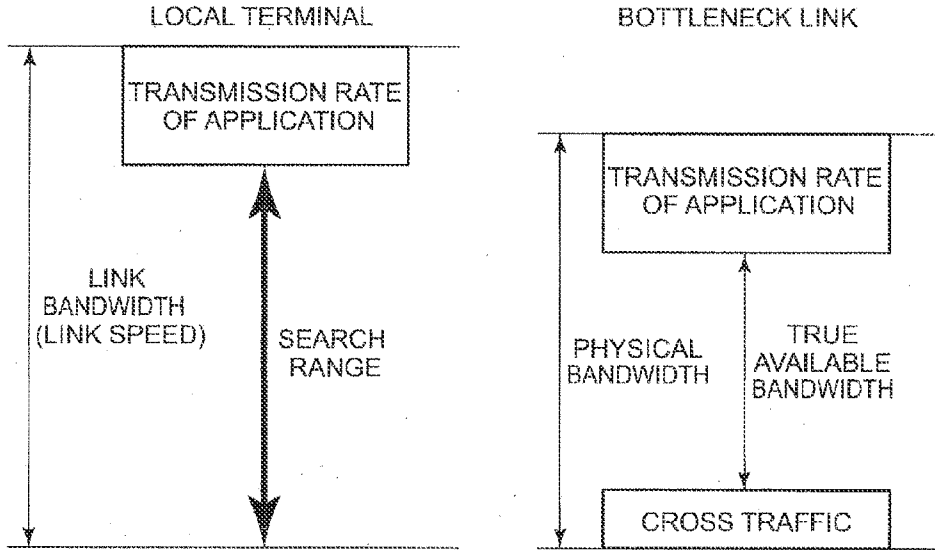 LOCAL TERMINAL
TRANSMISSION RATE
OF APPLICATION
LINK
BANDWIDTH
(LINK SPEED)
SEARCH
RANGE
BOTTLENECK LINK
TRANSMISSION RATE
OF APPLICATION
PHYSICAL
BANDWIDTH
TRUE
AVAILABLE
BANDWIDTH
CROSS TRAFFIC